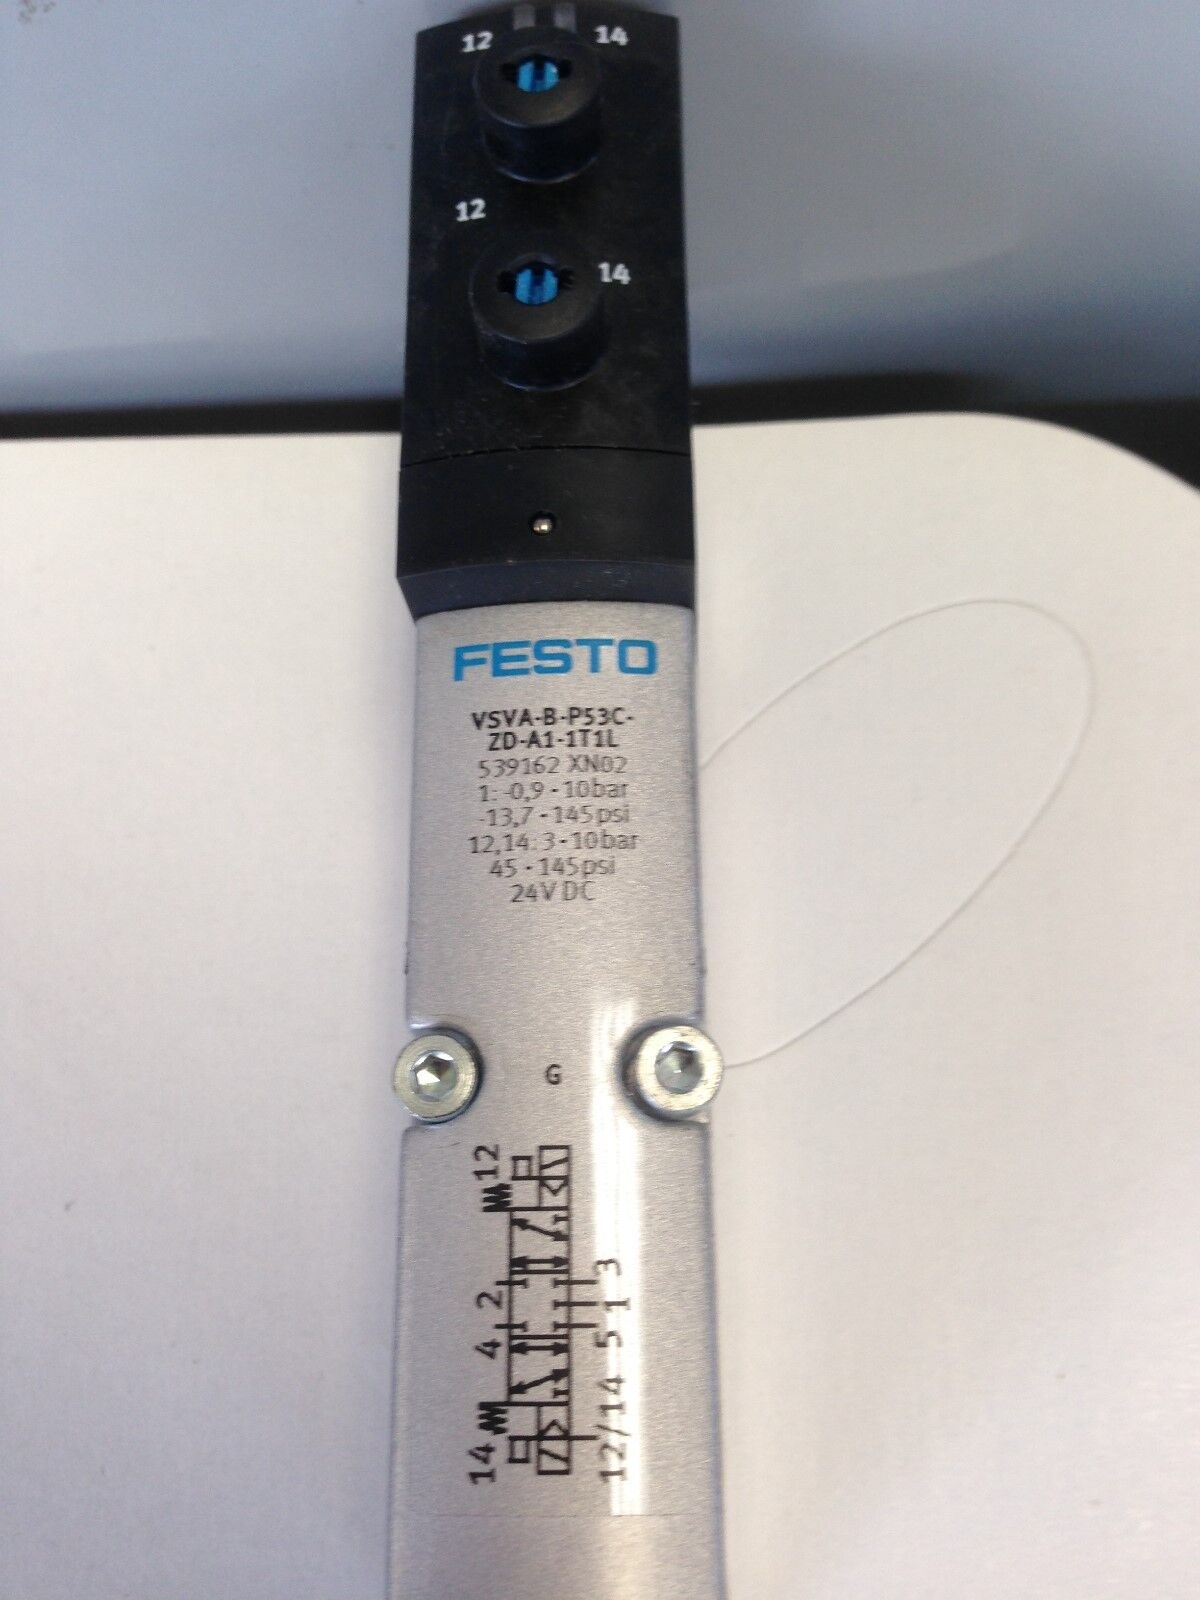 12 14
12
14
FESTO
VSVA-B-P53C-
ZD-A1-1T1L
539162 XN02
1: -0,9 - 10bar
-13,7 - 145psi
12,14: 3 - 10bar
45 - 145psi
24V DC
G
14 4 2 12
12/14 5 1 3